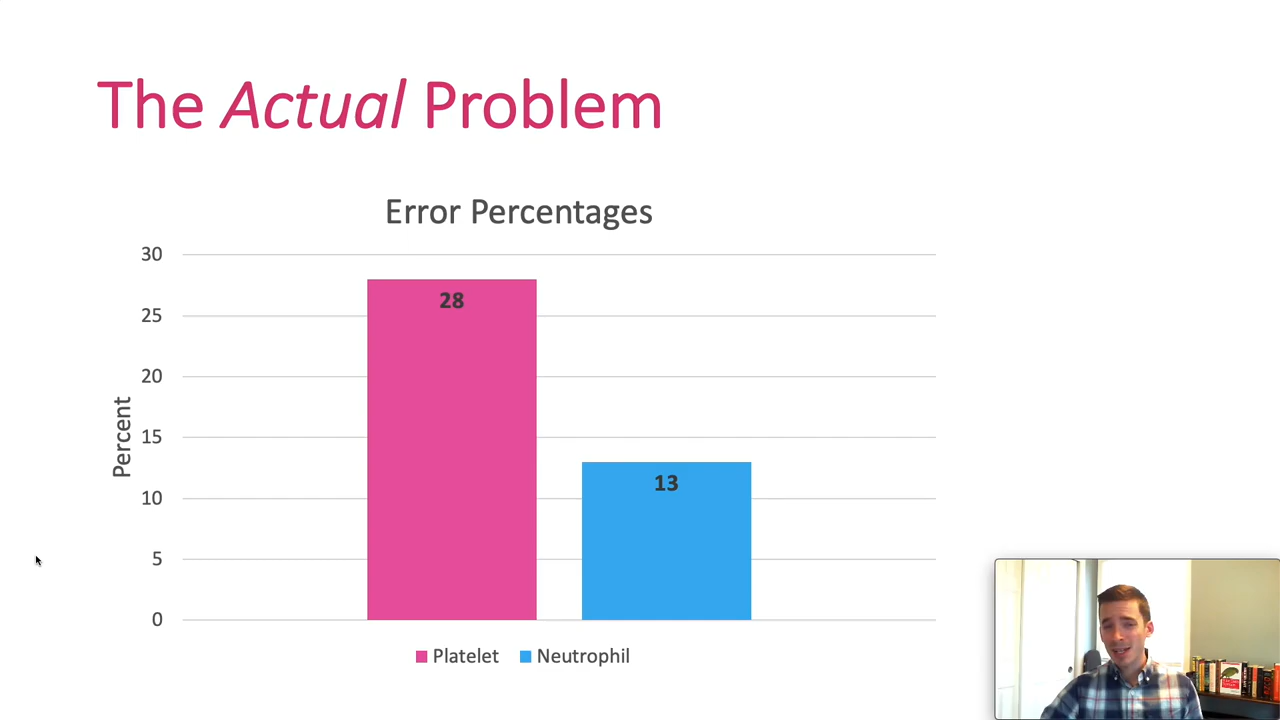 The Actual Problem
Error Percentages
30
25
20
15
10
5
0
Percent
28
13
Platelet
Neutrophil